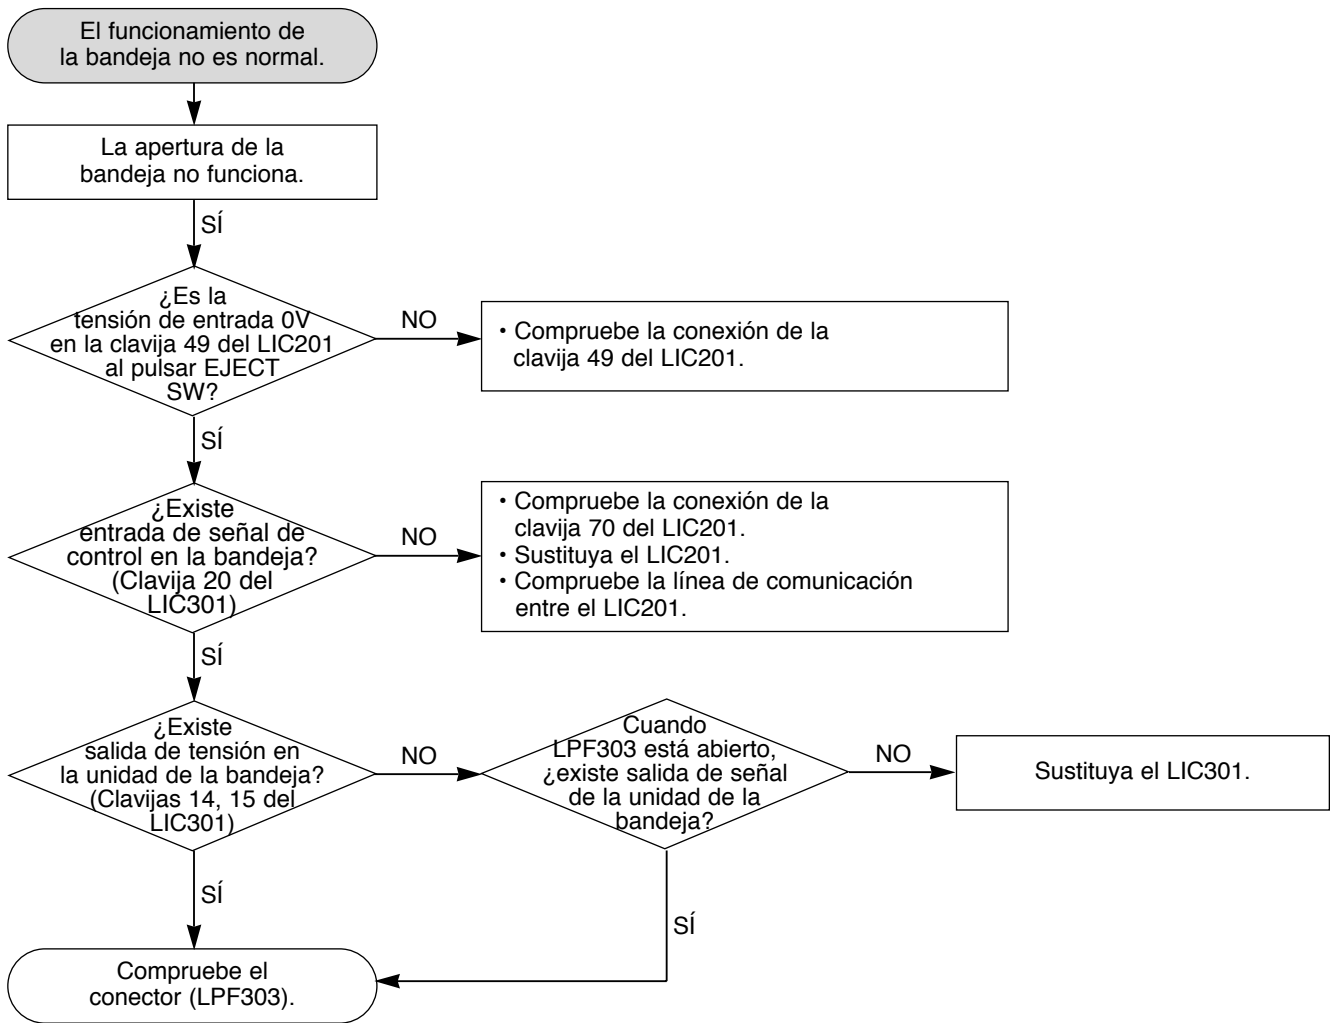 El funcionamiento de
la bandeja no es normal.
La apertura de la
bandeja no funciona.
SÍ
¿Es la
tensión de entrada 0V
en la clavija 49 del LIC201
al pulsar EJECT
SW?
NO
• Compruebe la conexión de la
clavija 49 del LIC201.
SÍ
¿Existe
entrada de señal de
control en la bandeja?
(Clavija 20 del
LIC301)
NO
• Compruebe la conexión de la
clavija 70 del LIC201.
• Sustituya el LIC201.
• Compruebe la línea de comunicación
entre el LIC201.
SÍ
¿Existe
salida de tensión en
la unidad de la bandeja?
(Clavijas 14, 15 del
LIC301)
NO
Cuando
LPF303 está abierto,
¿existe salida de señal
de la unidad de la
bandeja?
NO
Sustituya el LIC301.
SÍ
SÍ
Compruebe el
conector (LPF303).